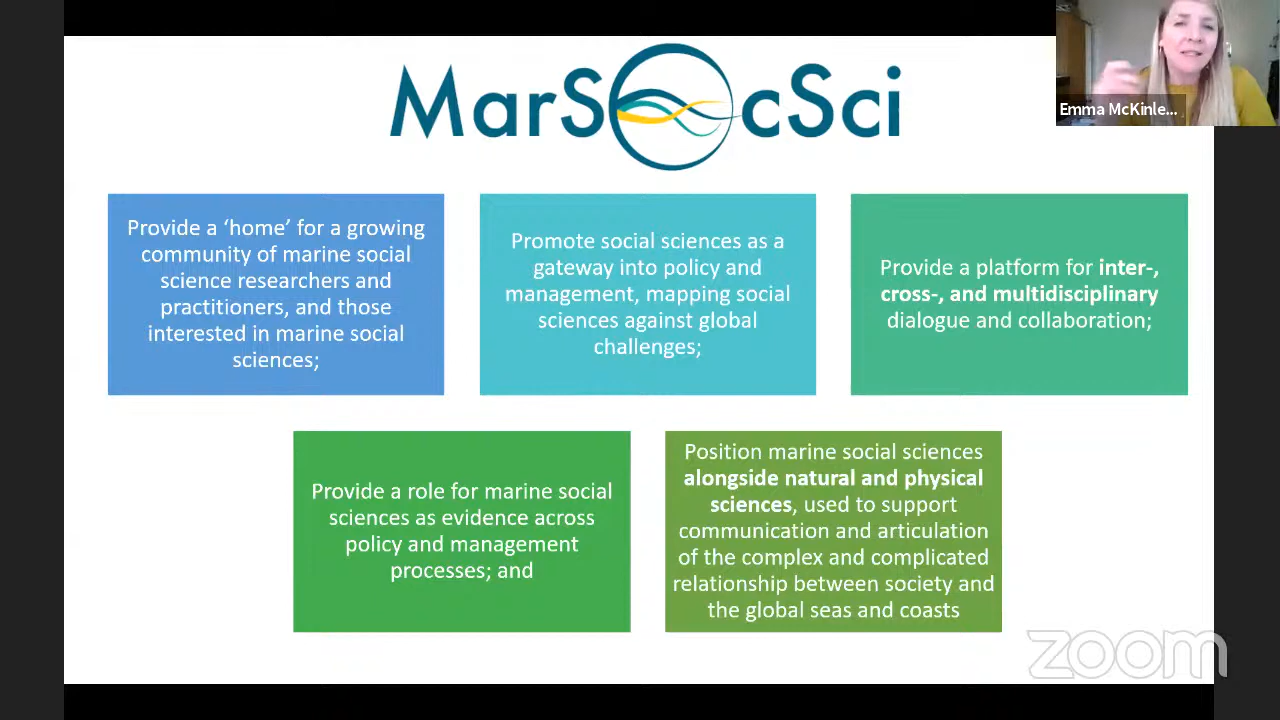 MarSocSci
Emma McKinle...
Provide a ‘home’ for a growing
community of marine social
science researchers and
practitioners, and those
interested in marine social
sciences;
Promote social sciences as a
gateway into policy and
management, mapping social
sciences against global
challenges;
Provide a platform for inter-,
cross-, and multidisciplinary
dialogue and collaboration;
Provide a role for marine social
sciences as evidence across
policy and management
processes; and
Position marine social sciences
alongside natural and physical
sciences, used to support
communication and articulation
of the complex and complicated
relationship between society and
the global seas and coasts
zoom